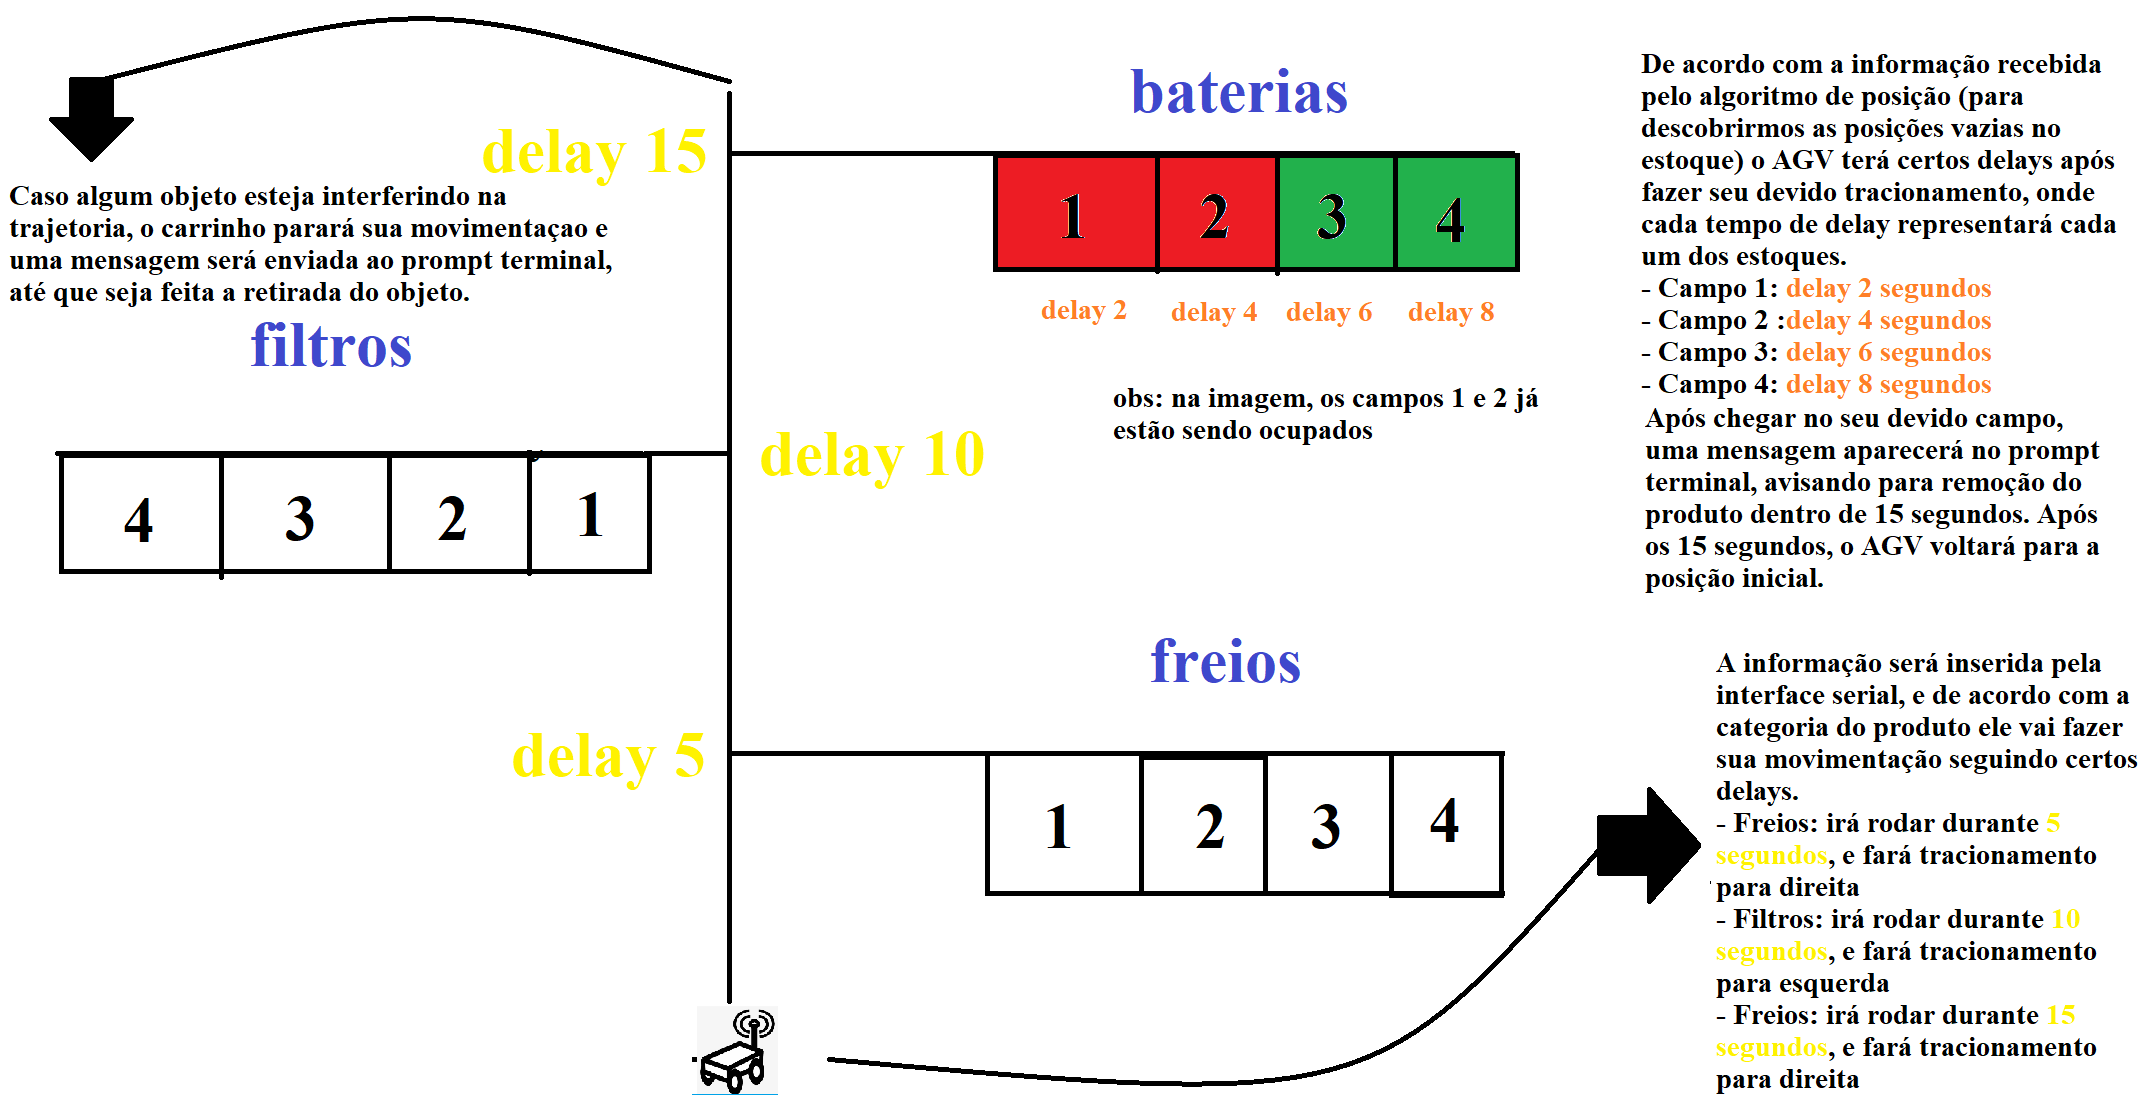 baterias
delay 15
1
2
3
4
delay 2
delay 4
delay 6
delay 8
obs: na imagem, os campos 1 e 2 já
estão sendo ocupados
Caso algum objeto esteja interferindo na
trajetoria, o carrinho parará sua movimentaçao e
uma mensagem será enviada ao prompt terminal,
até que seja feita a retirada do objeto.
filtros
delay 10
4
3
2
1
freios
delay 5
1
2
3
4
De acordo com a informação recebida
pelo algoritmo de posição (para
descobrirmos as posições vazias no
estoque) o AGV terá certos delays após
fazer seu devido tracionamento, onde
cada tempo de delay representará cada
um dos estoques.
- Campo 1: delay 2 segundos
- Campo 2 :delay 4 segundos
- Campo 3: delay 6 segundos
- Campo 4: delay 8 segundos
Após chegar no seu devido campo,
uma mensagem aparecerá no prompt
terminal, avisando para remoção do
produto dentro de 15 segundos. Após
os 15 segundos, o AGV voltará para a
posição inicial.
A informação será inserida pela
interface serial, e de acordo com a
categoria do produto ele vai fazer
sua movimentação seguindo certos
delays.
- Freios: irá rodar durante 5
segundos, e fará tracionamento
para direita
- Filtros: irá rodar durante 10
segundos, e fará tracionamento
para esquerda
- Freios: irá rodar durante 15
segundos, e fará tracionamento
para direita